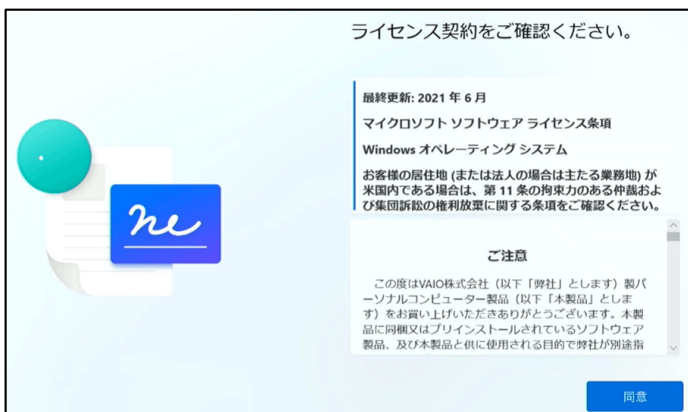 ライセンス契約をご確認ください。
最終更新: 2021 年 6 月
マイクロソフト ソフトウェア ライセンス条項
Windows オペレーティング システム
お客様の居住地 (または法人の場合は主たる業務地) が
米国内である場合は、第 11 条の拘束力のある仲裁およ
び集団訴訟の権利放棄に関する条項をご確認ください。
ご注意
この度はVAIO株式会社（以下「弊社」とします）製パ
ーソナルコンピューター製品（以下「本製品」としま
す）をお買い上げいただきありがとうございます。本製
品に同梱又はプリインストールされているソフトウェア
製品、及び本製品と供に使用される目的で弊社が別途指
同意